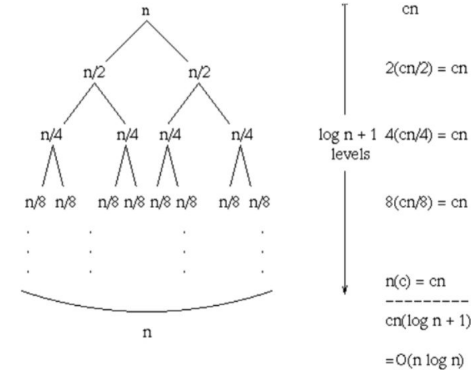 n cn
n/2 n/2 2(cn/2) = cn
n/4 n/4 n/4 n/4 log n + 1 4(cn/4) = cn
levels
n/8 n/8 n/8 n/8 n/8 n/8 n/8 n/8 8(cn/8) = cn
n(c) = cn
---------
n cn(log n + 1)
=O(n log n)